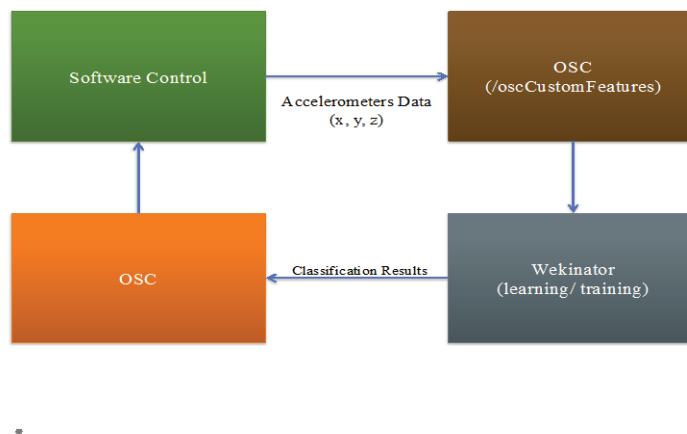 Software Control
OSC
(/oscCustomFeatures)
Accelerometers Data
(x, y, z)
OSC
Classification Results
Wekinator
(learning/ training)